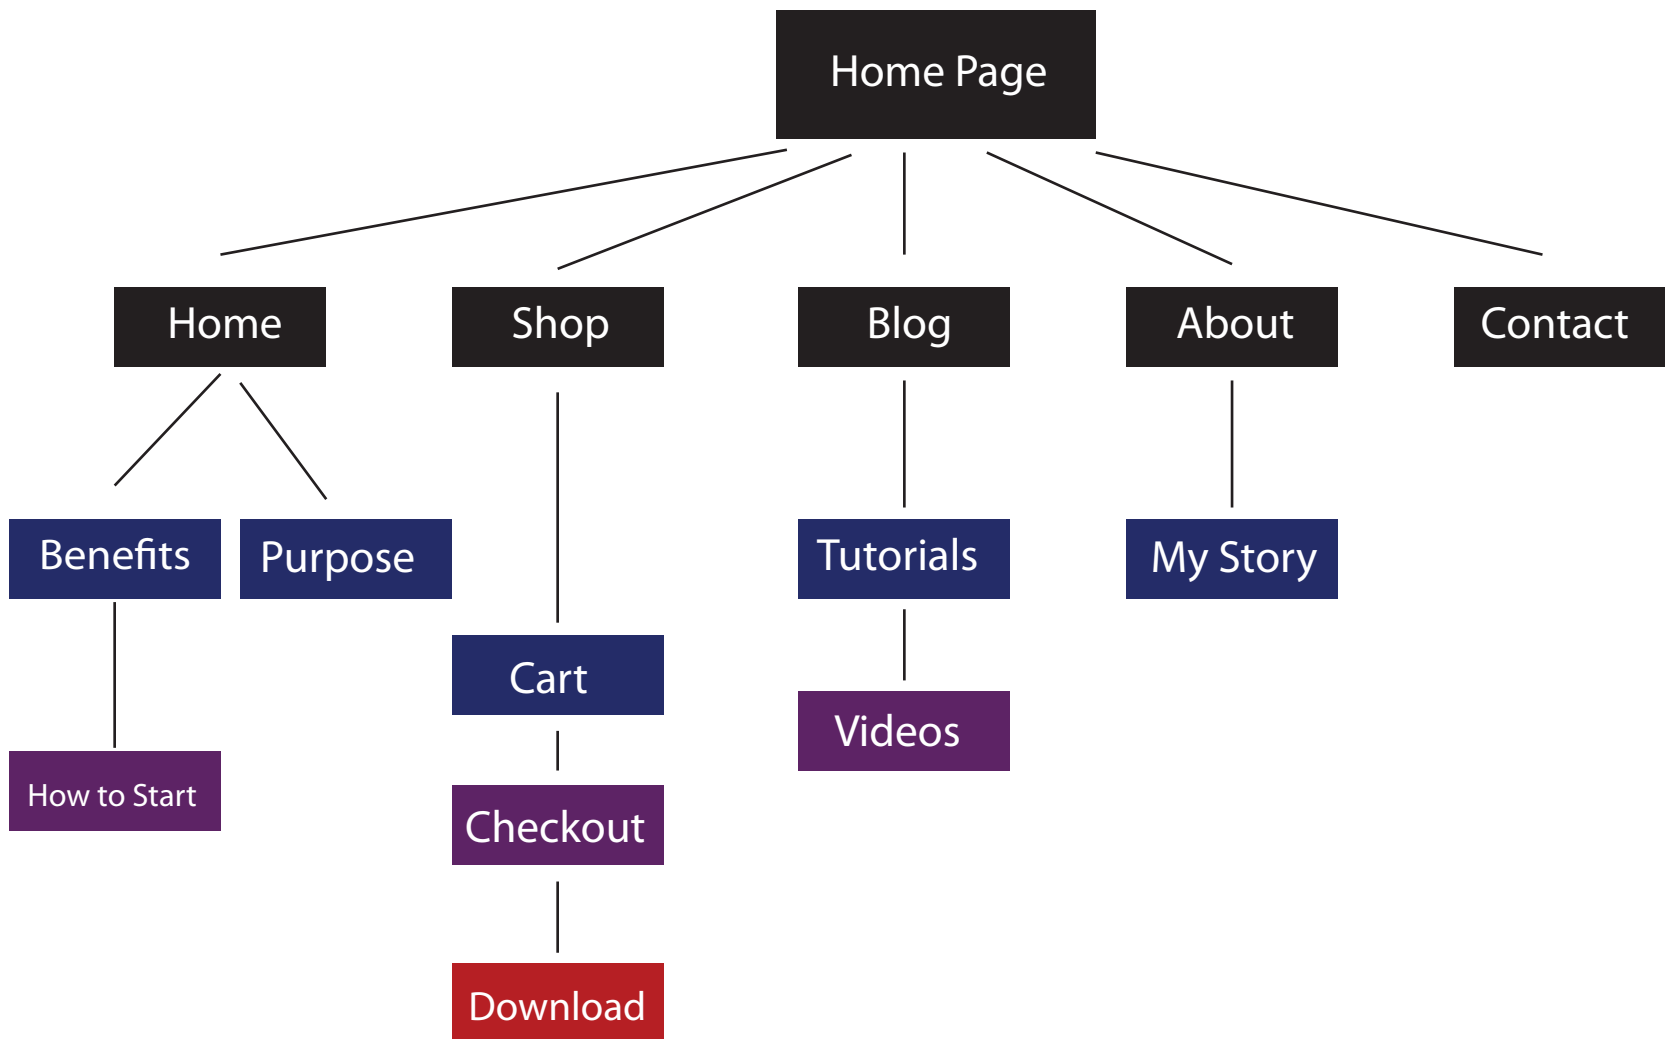 Home Page
Home
Shop
Blog
About
Contact
Benefits
Purpose
Tutorials
My Story
Cart
Videos
How to Start
Checkout
Download